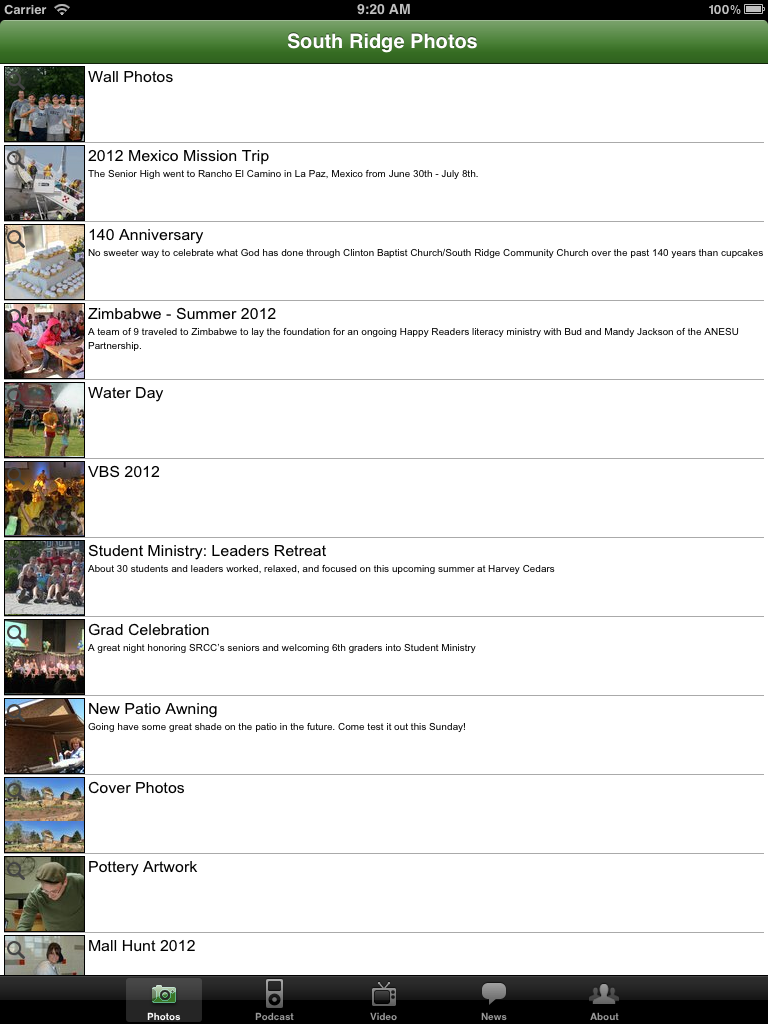 Carrier 9:20 AM 100%
South Ridge Photos
Wall Photos
2012 Mexico Mission Trip
The Senior High went to Rancho El Camino in La Paz, Mexico from June 30th - July 8th.
140 Anniversary
No sweeter way to celebrate what God has done through Clinton Baptist Church/South Ridge Community Church over the past 140 years than cupcakes
Zimbabwe - Summer 2012
A team of 9 traveled to Zimbabwe to lay the foundation for an ongoing Happy Readers literacy ministry with Bud and Mandy Jackson of the ANESU
Partnership.
Water Day
VBS 2012
Student Ministry: Leaders Retreat
About 30 students and leaders worked, relaxed, and focused on this upcoming summer at Harvey Cedars
Grad Celebration
A great night honoring SRCC's seniors and welcoming 6th graders into Student Ministry
New Patio Awning
Going have some great shade on the patio in the future. Come test it out this Sunday!
Cover Photos
Pottery Artwork
Mall Hunt 2012
Photos Podcast Video News About